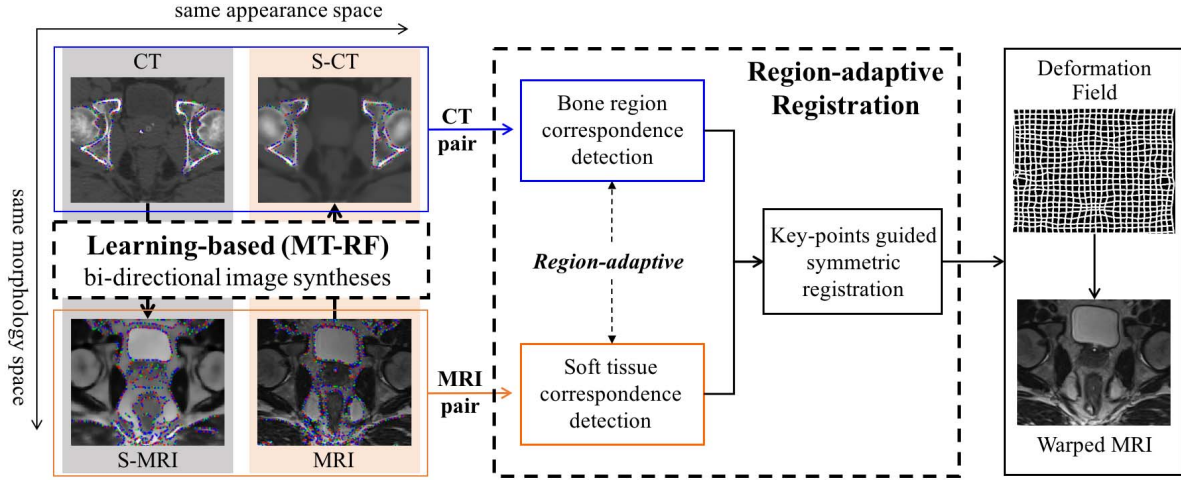 same appearance space
same morphology space
CT
S-CT
CT
pair
Learning-based (MT-RF)
bi-directional image syntheses
S-MRI
MRI
MRI
pair
Region-adaptive
Registration
Bone region
correspondence
detection
Region-adaptive
Soft tissue
correspondence
detection
Key-points guided
symmetric
registration
Deformation
Field
Warped MRI